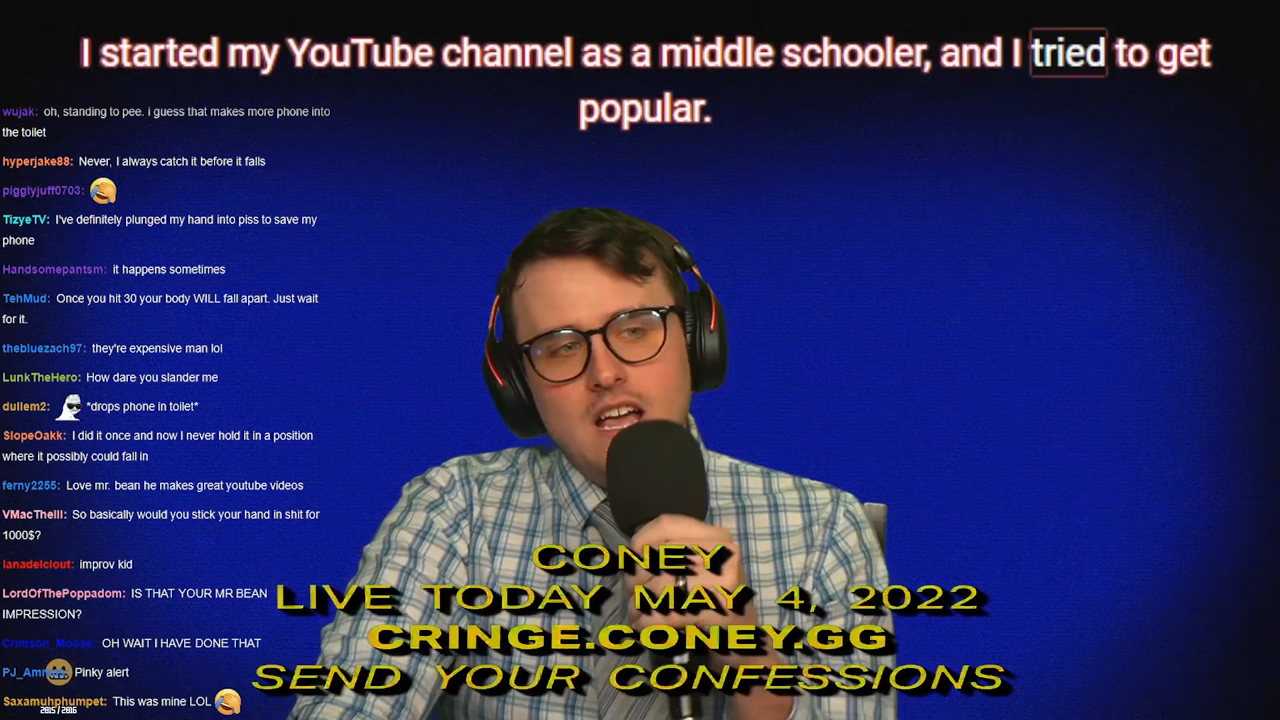 I started my YouTube channel as a middle schooler, and I tried to get
popular.
wujak: oh, standing to pee. i guess that makes more phone into
the toilet
hyperjake88: Never, I always catch it before it falls
pigglyjuff0703:
TizyeTV: I've definitely plunged my hand into piss to save my
phone
Handsomepantsm: it happens sometimes
TehMud: Once you hit 30 your body WILL fall apart. Just wait
for it.
thebluezach97: they're expensive man lol
LunkTheHero: How dare you slander me
dullem2: *drops phone in toilet*
SlopeOakk: I did it once and now I never hold it in a position
where it possibly could fall in
ferny2255: Love mr. bean he makes great youtube videos
So basically would you stick your hand in shit for
1000$?
improv kid
LordOfThePoppadom: IS THAT YOUR MR BEAN
IMPRESSION?
Crimson_Moose: OH WAIT I HAVE DONE THAT
Pinky alert
Saxamuhphumpet: This was mine LOL
2815/2816
CONEY
LIVE TODAY MAY 4, 2022
CRINGE.CONEY.GG
SEND YOUR CONFESSIONS